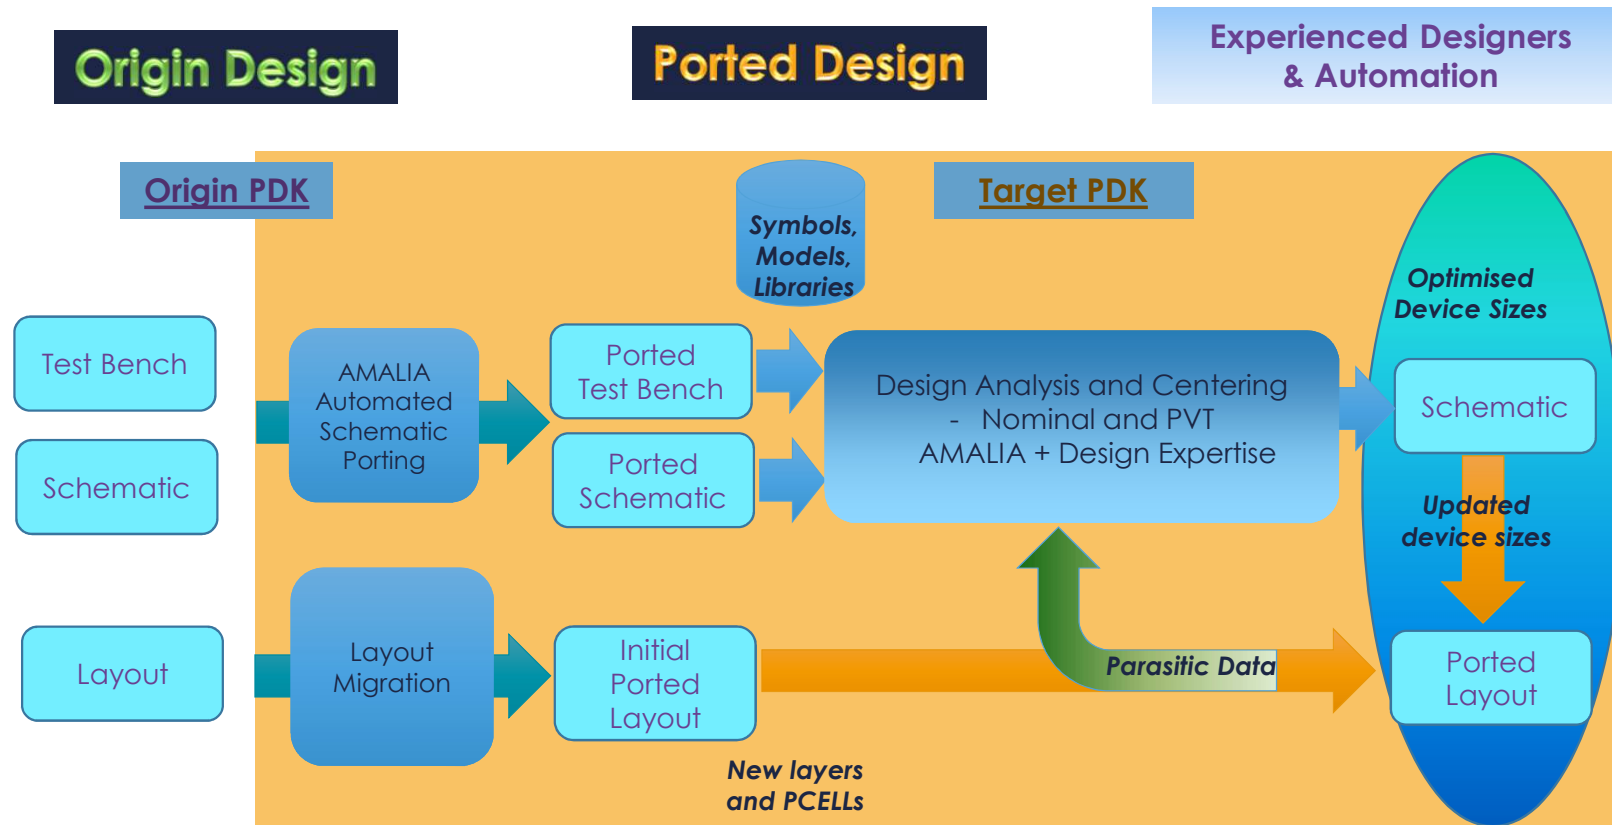 Origin Design
Ported Design
Experienced Designers
& Automation
Origin PDK
Symbols,
Models,
Libraries
Target PDK
Optimised
Device Sizes
Test Bench
AMALIA
Automated
Schematic
Porting
Ported
Test Bench
Design Analysis and Centering
- Nominal and PVT
AMALIA + Design Expertise
Schematic
Schematic
Ported
Schematic
Updated
device sizes
Layout
Layout
Migration
Initial
Ported
Layout
Parasitic Data
Ported
Layout
New layers
and PCELLs